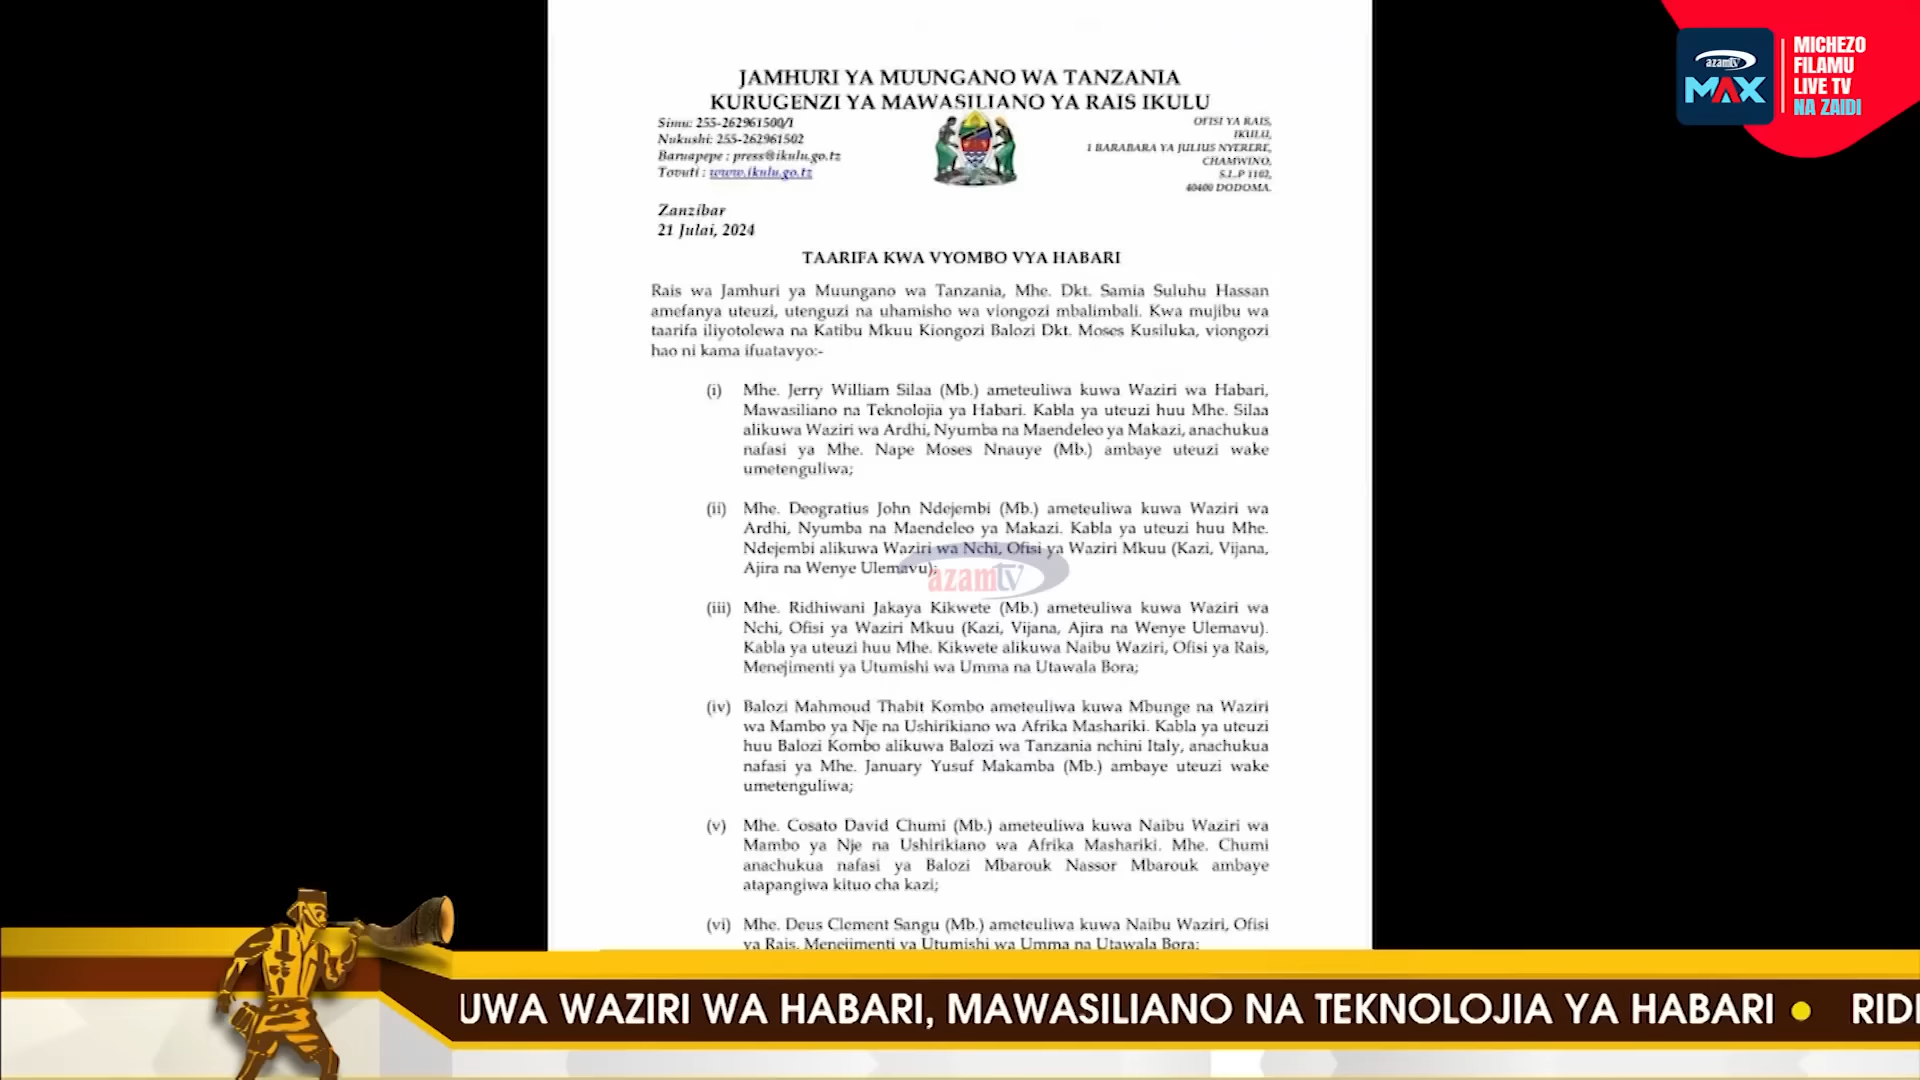 JAMHURI YA MUUNGANO WA TANZANIA
KURUGENZI YA MAWASILIANO YA RAIS IKULU
Simu: 255-262961500/1
Nukushi: 255-262961502
Baruapepe : press@ikulu.go.tz
Tovuti : www.ikulu.go.tz
OFISI YA RAIS,
IKULU,
1 BARABARA YA JULIUS NYERERE,
CHAMWINO,
S.L.P 1102,
40400 DODOMA.
Zanzibar
21 Julai, 2024
TAARIFA KWA VYOMBO VYA HABARI
Rais wa Jamhuri ya Muungano wa Tanzania, Mhe. Dkt. Samia Suluhu Hassan
amefanya uteuzi, utenguzi na uhamisho wa viongozi mbalimbali. Kwa mujibu wa
taarifa iliyotolewa na Katibu Mkuu Kiongozi Balozi Dkt. Moses Kusiluka, viongozi
hao ni kama ifuatavyo:-
(i) Mhe. Jerry William Silaa (Mb.) ameteuliwa kuwa Waziri wa Habari,
Mawasiliano na Teknolojia ya Habari. Kabla ya uteuzi huu Mhe. Silaa
alikuwa Waziri wa Ardhi, Nyumba na Maendeleo ya Makazi, anachukua
nafasi ya Mhe. Nape Moses Nnauye (Mb.) ambaye uteuzi wake
umetenguliwa;
(ii) Mhe. Deogratius John Ndejembi (Mb.) ameteuliwa kuwa Waziri wa
Ardhi, Nyumba na Maendeleo ya Makazi. Kabla ya uteuzi huu Mhe.
Ndejembi alikuwa Waziri wa Nchi, Ofisi ya Waziri Mkuu (Kazi, Vijana,
Ajira na Wenye Ulemavu);
(iii) Mhe. Ridhiwani Jakaya Kikwete (Mb.) ameteuliwa kuwa Waziri wa
Nchi, Ofisi ya Waziri Mkuu (Kazi, Vijana, Ajira na Wenye Ulemavu).
Kabla ya uteuzi huu Mhe. Kikwete alikuwa Naibu Waziri, Ofisi ya Rais,
Menejimenti ya Utumishi wa Umma na Utawala Bora;
(iv) Balozi Mahmoud Thabit Kombo ameteuliwa kuwa Mbunge na Waziri
wa Mambo ya Nje na Ushirikiano wa Afrika Mashariki. Kabla ya uteuzi
huu Balozi Kombo alikuwa Balozi wa Tanzania nchini Italy, anachukua
nafasi ya Mhe. January Yusuf Makamba (Mb.) ambaye uteuzi wake
umetenguliwa;
(v) Mhe. Cosato David Chumi (Mb.) ameteuliwa kuwa Naibu Waziri wa
Mambo ya Nje na Ushirikiano wa Afrika Mashariki. Mhe. Chumi
anachukua nafasi ya Balozi Mbarouk Nassor Mbarouk ambaye
atapangiwa kituo cha kazi;
(vi) Mhe. Deus Clement Sangu (Mb.) ameteuliwa kuwa Naibu Waziri, Ofisi
ya Rais, Menejimenti ya Utumishi wa Umma na Utawala Bora;
azamtv
azamtv
MAX
MICHEZO
FILAMU
LIVE TV
NA ZAIDI
UWA WAZIRI WA HABARI, MAWASILIANO NA TEKNOLOJIA YA HABARI ● RIDI